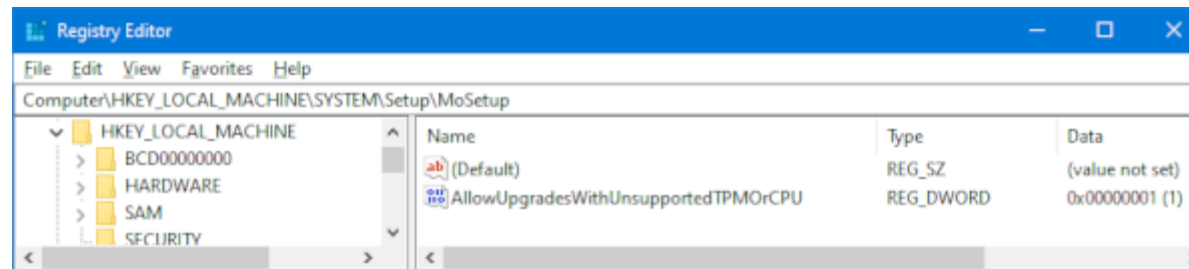 Registry Editor
File Edit View Favorites Help
Computer\HKEY_LOCAL_MACHINE\SYSTEM\Setup\MoSetup
HKEY_LOCAL_MACHINE
BCD00000000
HARDWARE
SAM
SECURITY
Name Type Data
ab (Default) REG_SZ (value not set)
AllowUpgradesWithUnsupportedTPMOrCPU REG_DWORD 0x00000001 (1)